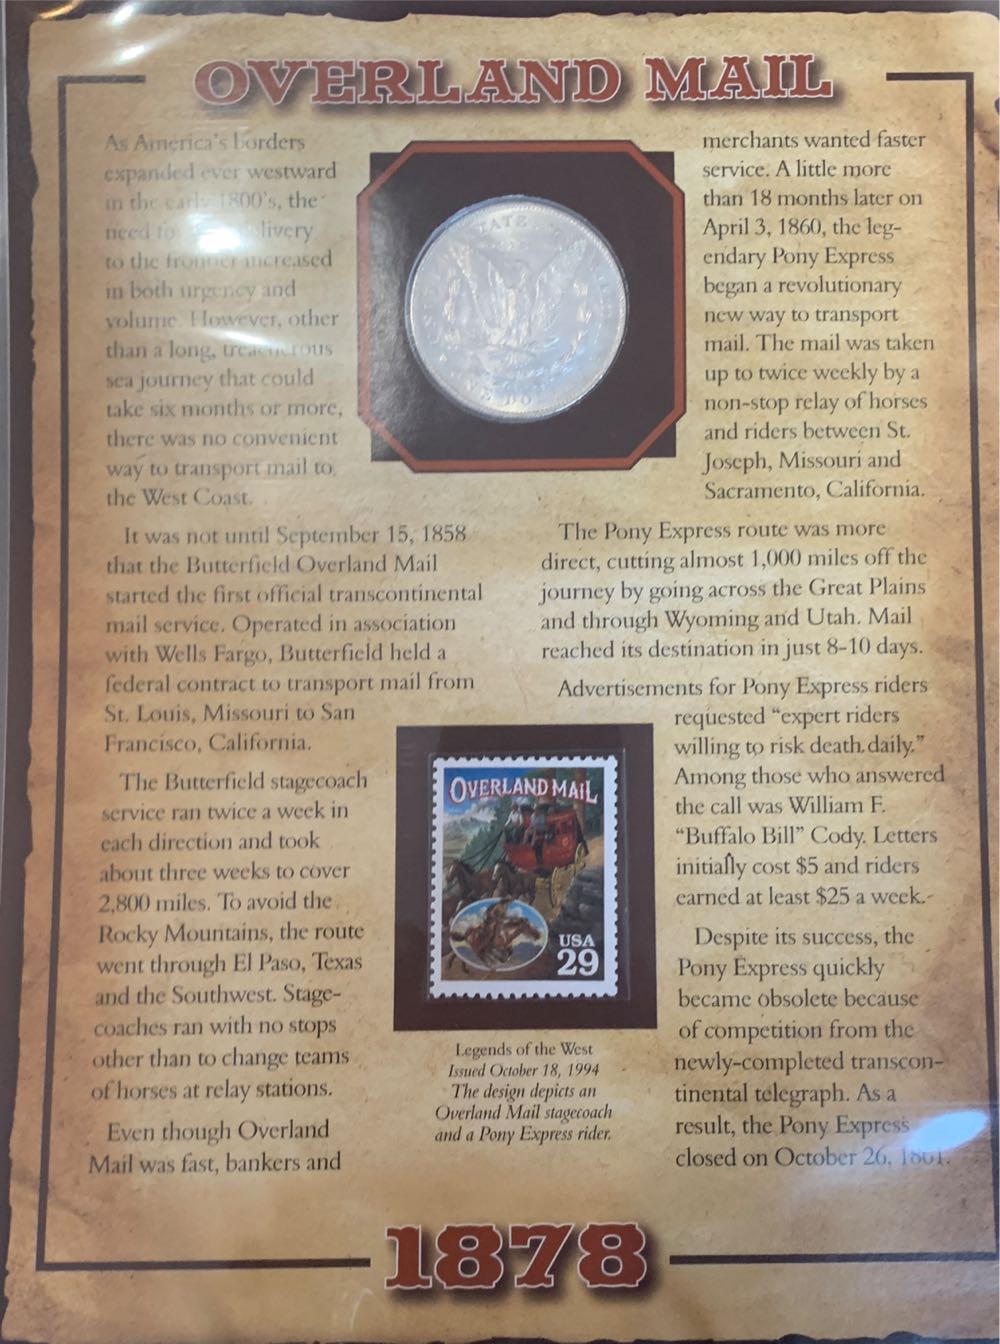 OVERLAND MAIL
As America's borders
expanded ever westward
in the early 1800's, the
need livery
to the frontier increased
in both urgency and
volume. However, other
than a long, treacherous
sea journey that could
take six months or more,
there was no convenient
way to transport mail to
the West Coast.
It was not until September 15, 1858
that the Butterfield Overland Mail
started the first official transcontinental
mail service. Operated in association
with Wells Fargo, Butterfield held a
federal contract to transport mail from
St. Louis, Missouri to San
Francisco, California.
The Butterfield stagecoach
service ran twice a week in
each direction and took
about three weeks to cover
2,800 miles. To avoid the
Rocky Mountains, the route
went through El Paso, Texas
and the Southwest. Stage-
coaches ran with no stops
other than to change teams
of horses at relay stations.
Even though Overland
Mail was fast, bankers and
merchants wanted faster
service. A little more
than 18 months later on
April 3, 1860, the leg-
endary Pony Express
began a revolutionary
new way to transport
mail. The mail was taken
up to twice weekly by a
non-stop relay of horses
and riders between St.
Joseph, Missouri and
Sacramento, California.
The Pony Express route was more
direct, cutting almost 1,000 miles off the
journey by going across the Great Plains
and through Wyoming and Utah. Mail
reached its destination in just 8-10 days.
Advertisements for Pony Express riders
requested "expert riders
willing to risk death daily."
Among those who answered
the call was William F.
"Buffalo Bill" Cody. Letters
initially cost $5 and riders
earned at least $25 a week.
Despite its success, the
Pony Express quickly
became obsolete because
of competition from the
newly-completed transcon-
tinental telegraph. As a
result, the Pony Express
closed on October 26, 1861.
OVERLAND MAIL
USA
29
Legends of the West
Issued October 18, 1994
The design depicts an
Overland Mail stagecoach
and a Pony Express rider.
1878